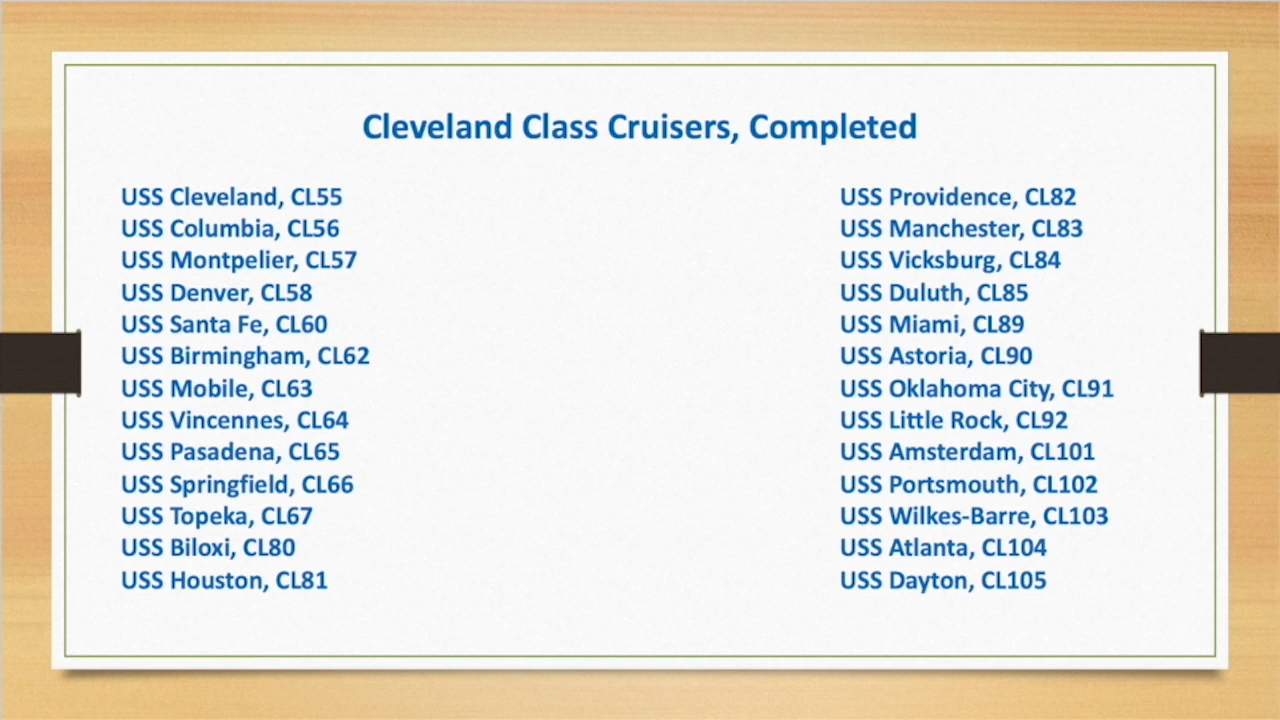 Cleveland Class Cruisers, Completed
USS Cleveland, CL55
USS Columbia, CL56
USS Montpelier, CL57
USS Denver, CL58
USS Santa Fe, CL60
USS Birmingham, CL62
USS Mobile, CL63
USS Vincennes, CL64
USS Pasadena, CL65
USS Springfield, CL66
USS Topeka, CL67
USS Biloxi, CL80
USS Houston, CL81
USS Providence, CL82
USS Manchester, CL83
USS Vicksburg, CL84
USS Duluth, CL85
USS Miami, CL89
USS Astoria, CL90
USS Oklahoma City, CL91
USS Little Rock, CL92
USS Amsterdam, CL101
USS Portsmouth, CL102
USS Wilkes-Barre, CL103
USS Atlanta, CL104
USS Dayton, CL105